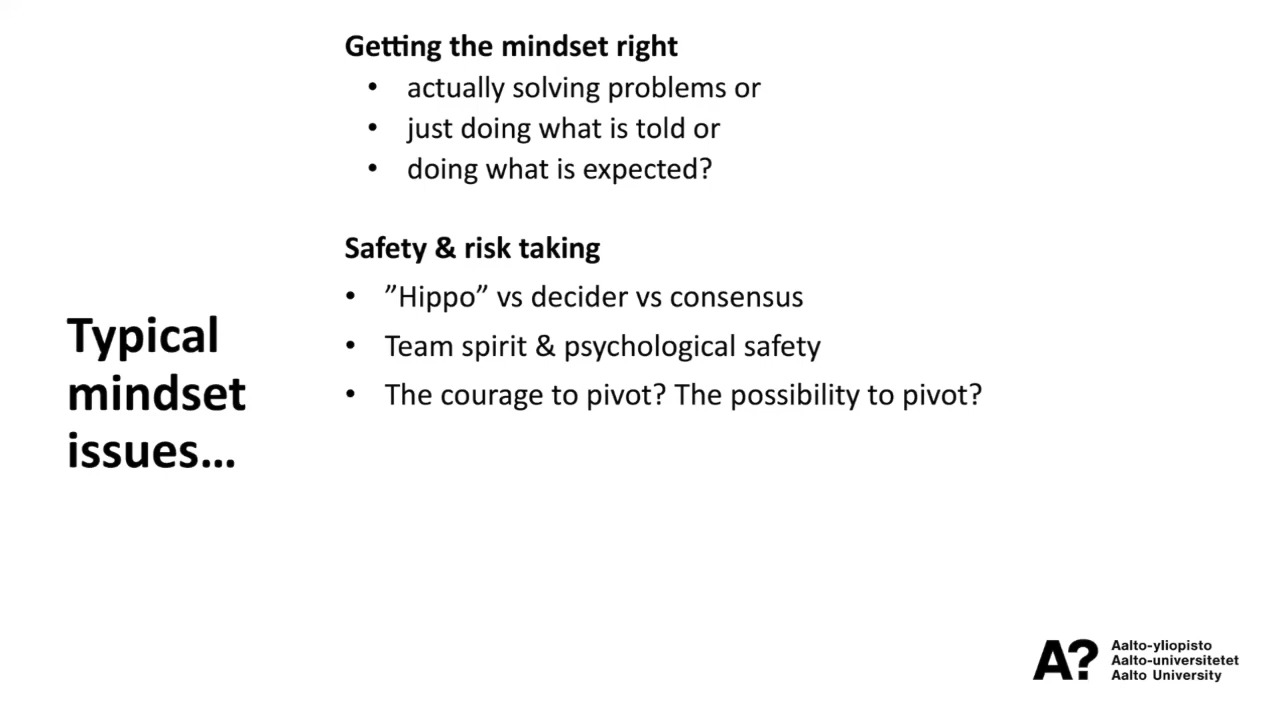 Getting the mindset right
• actually solving problems or
• just doing what is told or
• doing what is expected?
Safety & risk taking
• ”Hippo” vs decider vs consensus
• Team spirit & psychological safety
• The courage to pivot? The possibility to pivot?
Typical
mindset
issues...
A?
Aalto-yliopisto
Aalto-universitetet
Aalto University